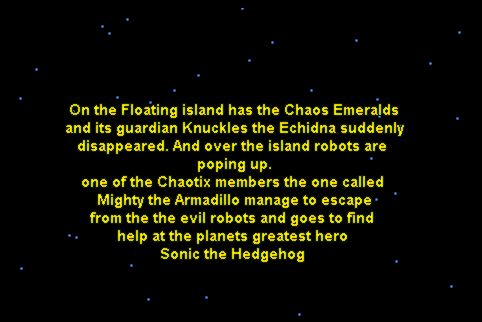 On the Floating island has the Chaos Emeralds
and its guardian Knuckles the Echidna suddenly
disappeared. And over the island robots are
poping up.
one of the Chaotix members the one called
Mighty the Armadillo manage to escape
from the the evil robots and goes to find
help at the planets greatest hero
Sonic the Hedgehog